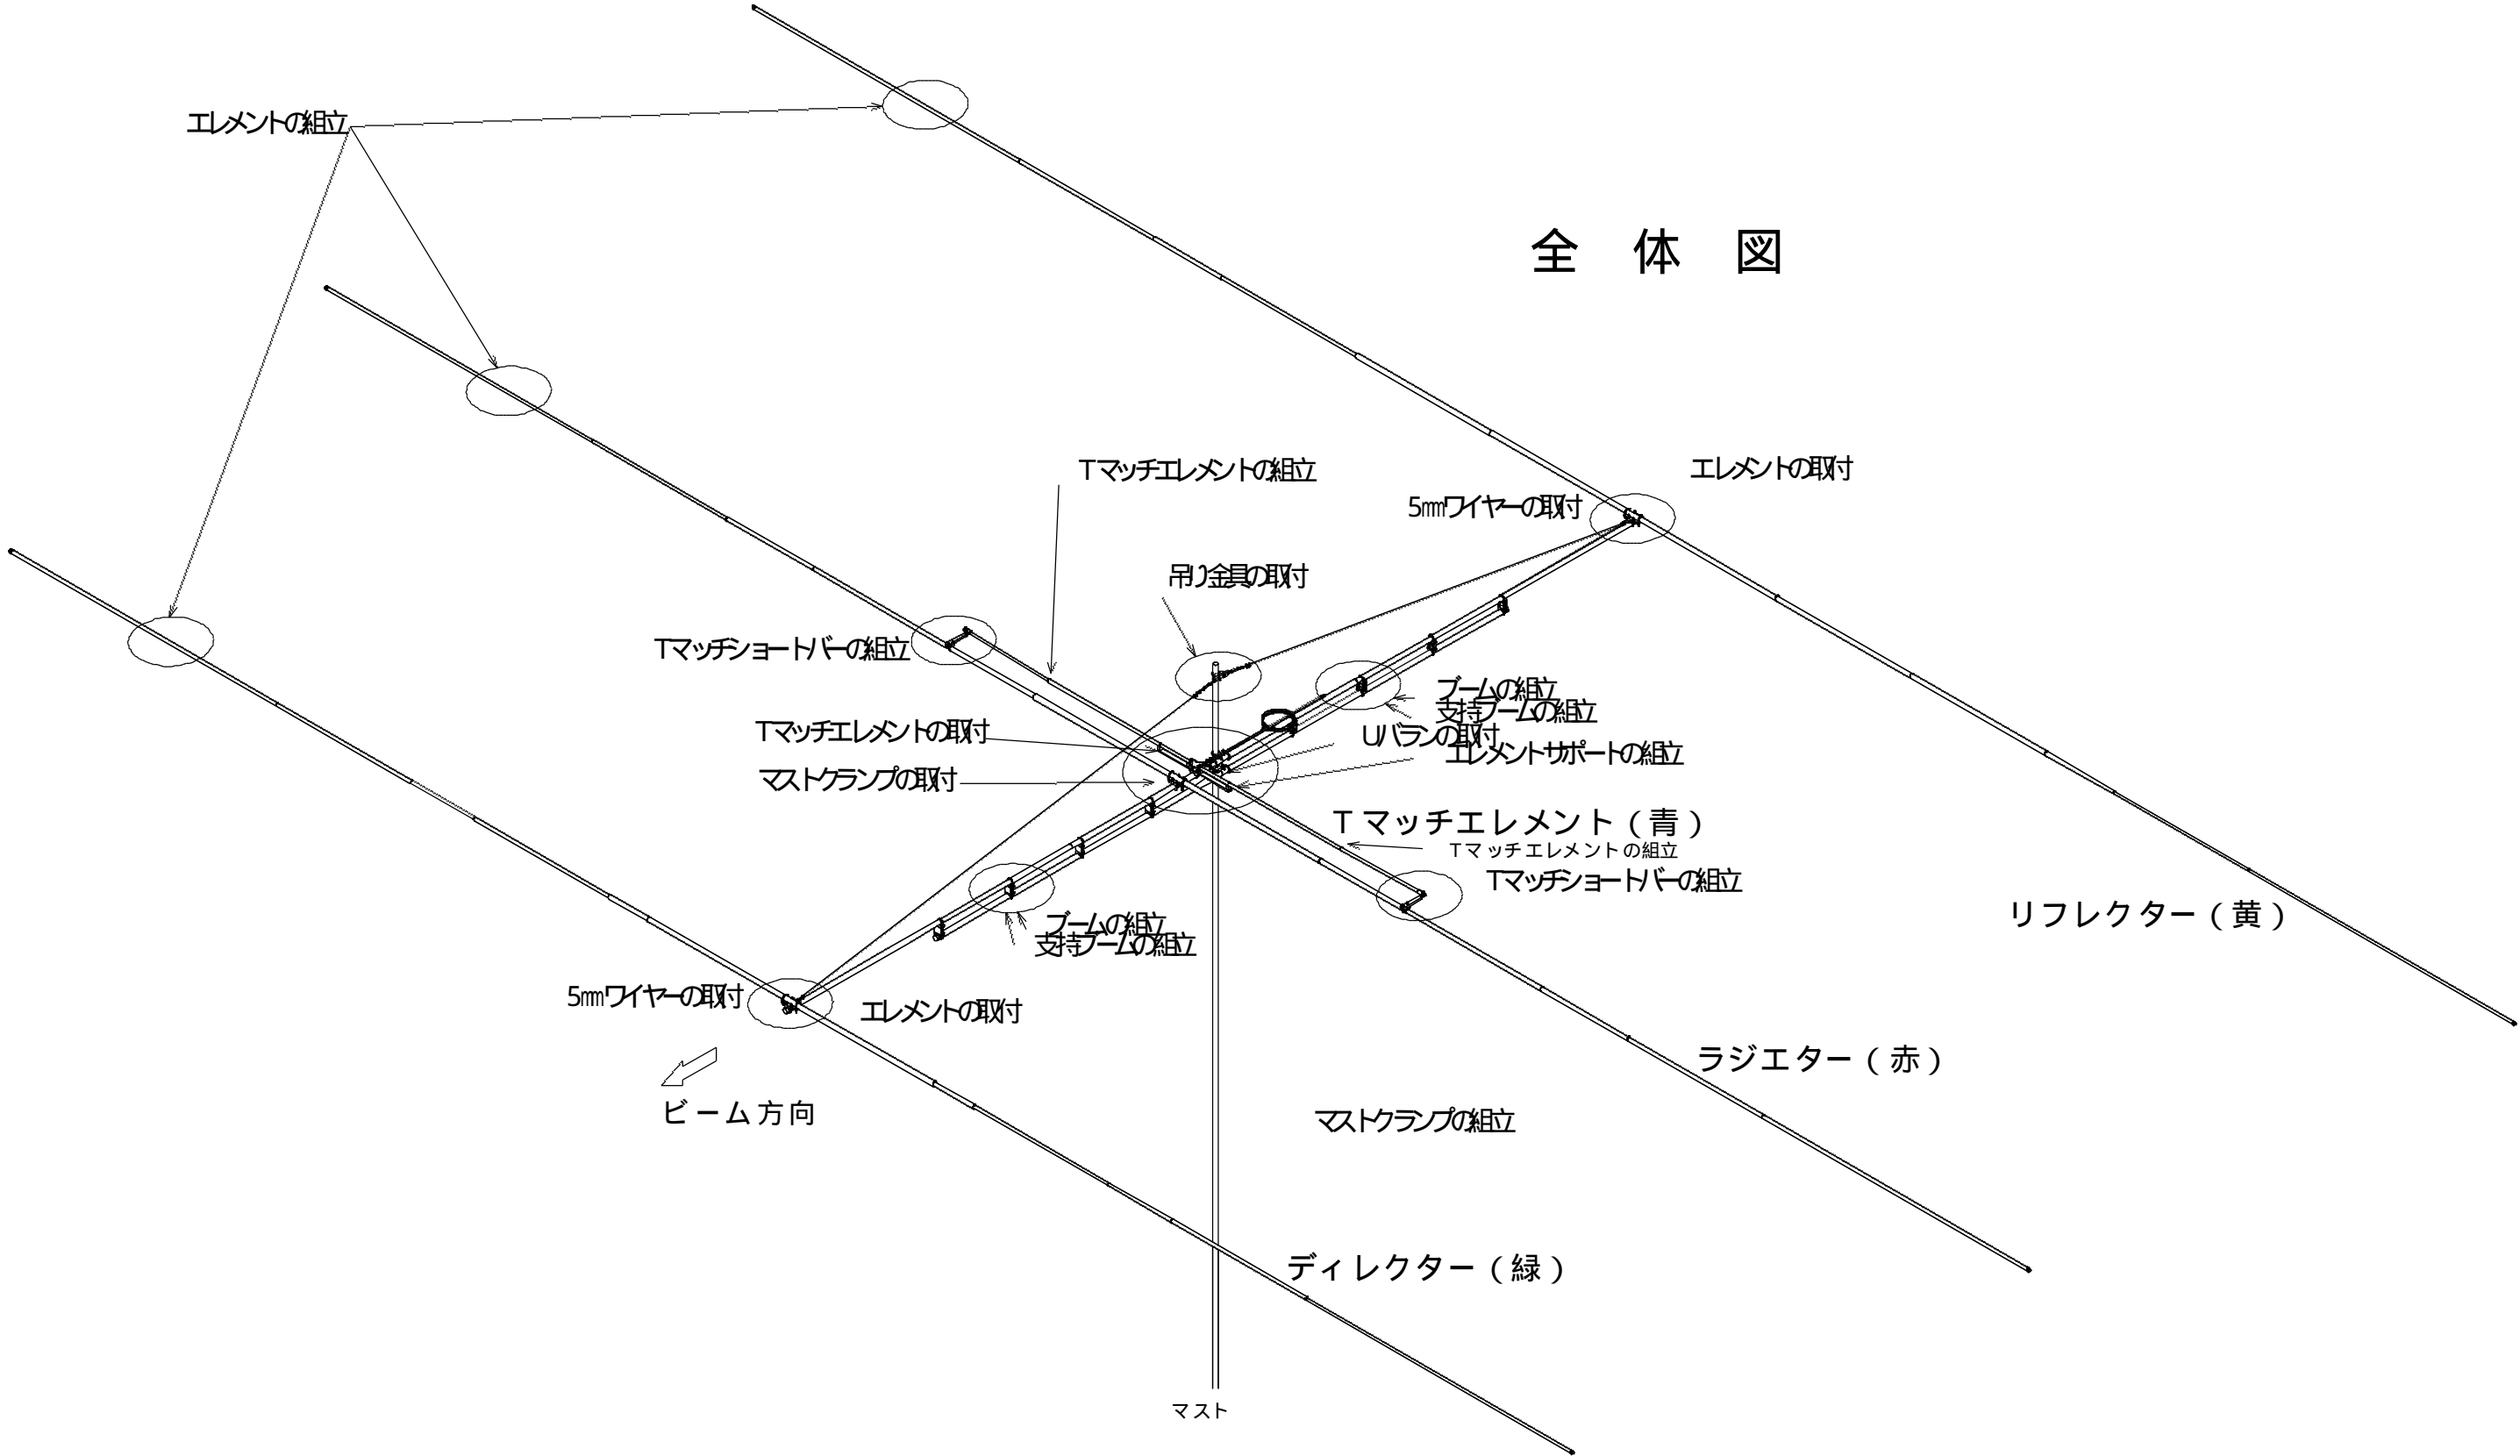 エレメントの組立
全 体 図
Tマッチエレメントの組立
エレメントの取付
5mmワイヤーの取付
吊り金具の取付
Tマッチショートバーの組立
ブームの組立
支持ブームの組立
Tマッチエレメントの取付
Uバランの取付
エレメントサポートの組立
マストクランプの取付
Tマッチエレメント(青)
Tマッチエレメントの組立
Tマッチショートバーの組立
リフレクター(黄)
ブームの組立
支持ブームの組立
5mmワイヤーの取付
エレメントの取付
ラジエター(赤)
ビーム方向
マストクランプの組立
ディレクター(緑)
マスト